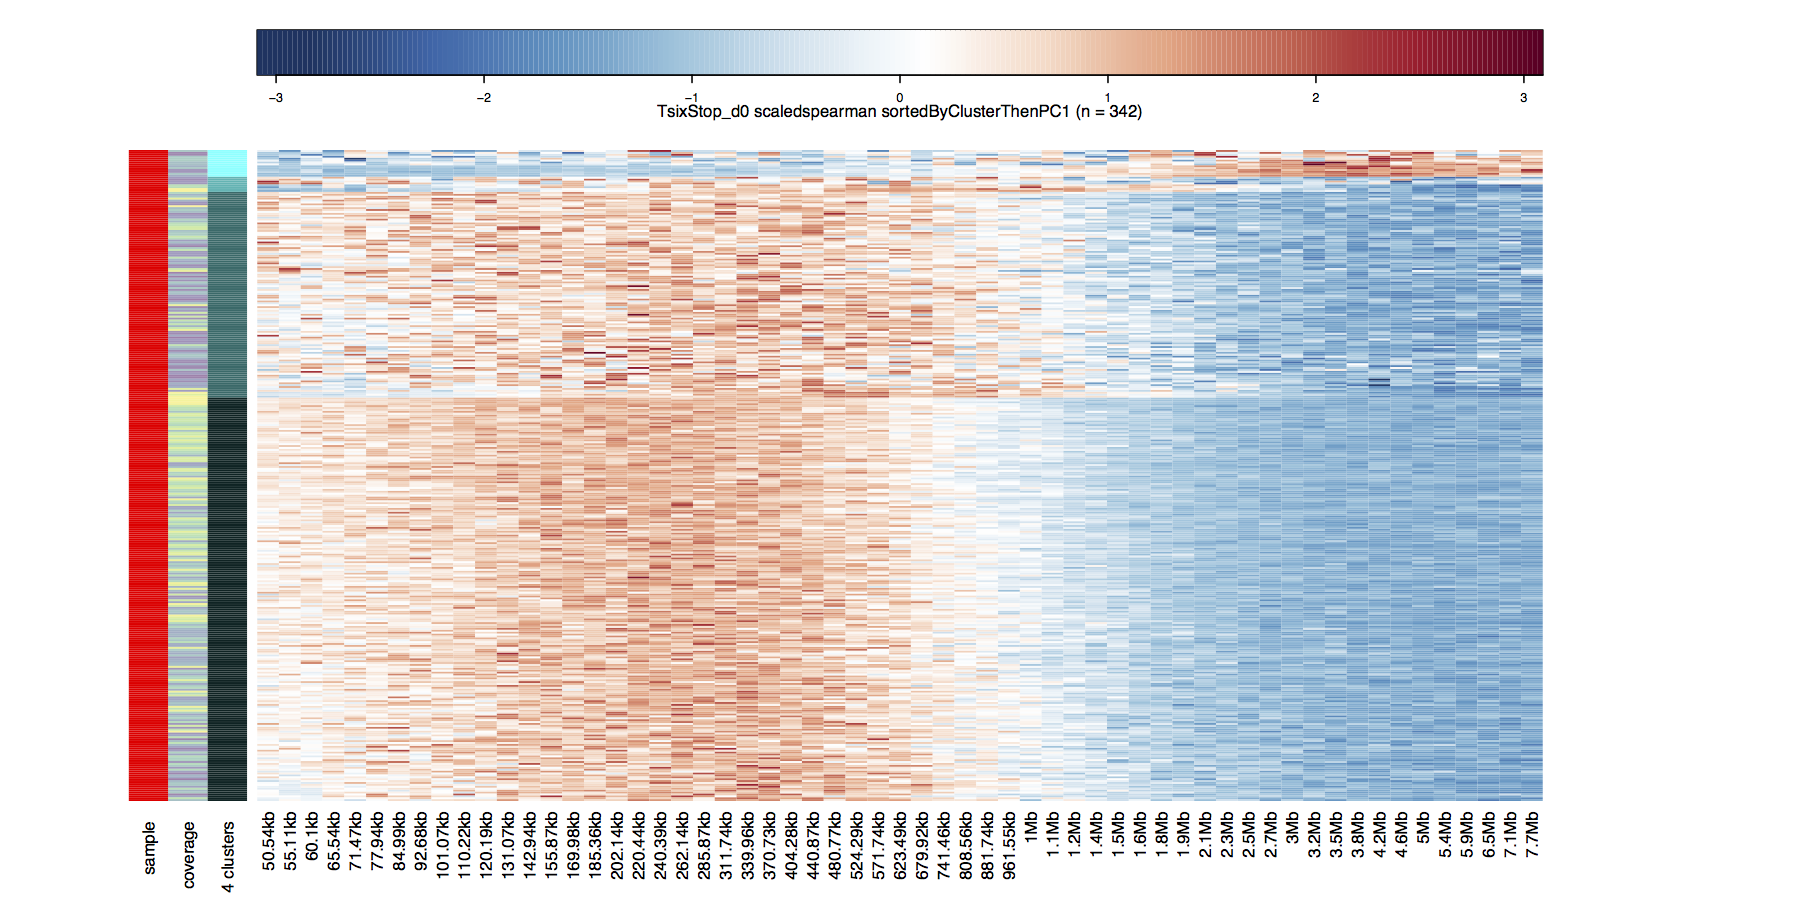 −3 −2 −1 0 1 2 3
TsixStop_d0 scaledspearman sortedByClusterThenPC1 (n = 342)
sample
coverage
4 clusters
50.54kb
55.11kb
60.1kb
65.54kb
71.47kb
77.94kb
84.99kb
92.68kb
101.07kb
110.22kb
120.19kb
131.07kb
142.94kb
155.87kb
169.98kb
185.36kb
202.14kb
220.44kb
240.39kb
262.14kb
285.87kb
311.74kb
339.96kb
370.73kb
404.28kb
440.87kb
480.77kb
524.29kb
571.74kb
623.49kb
679.92kb
741.46kb
808.56kb
881.74kb
961.55kb
1Mb
1.1Mb
1.2Mb
1.4Mb
1.5Mb
1.6Mb
1.8Mb
1.9Mb
2.1Mb
2.3Mb
2.5Mb
2.7Mb
3Mb
3.2Mb
3.5Mb
3.8Mb
4.2Mb
4.6Mb
5Mb
5.4Mb
5.9Mb
6.5Mb
7.1Mb
7.7Mb